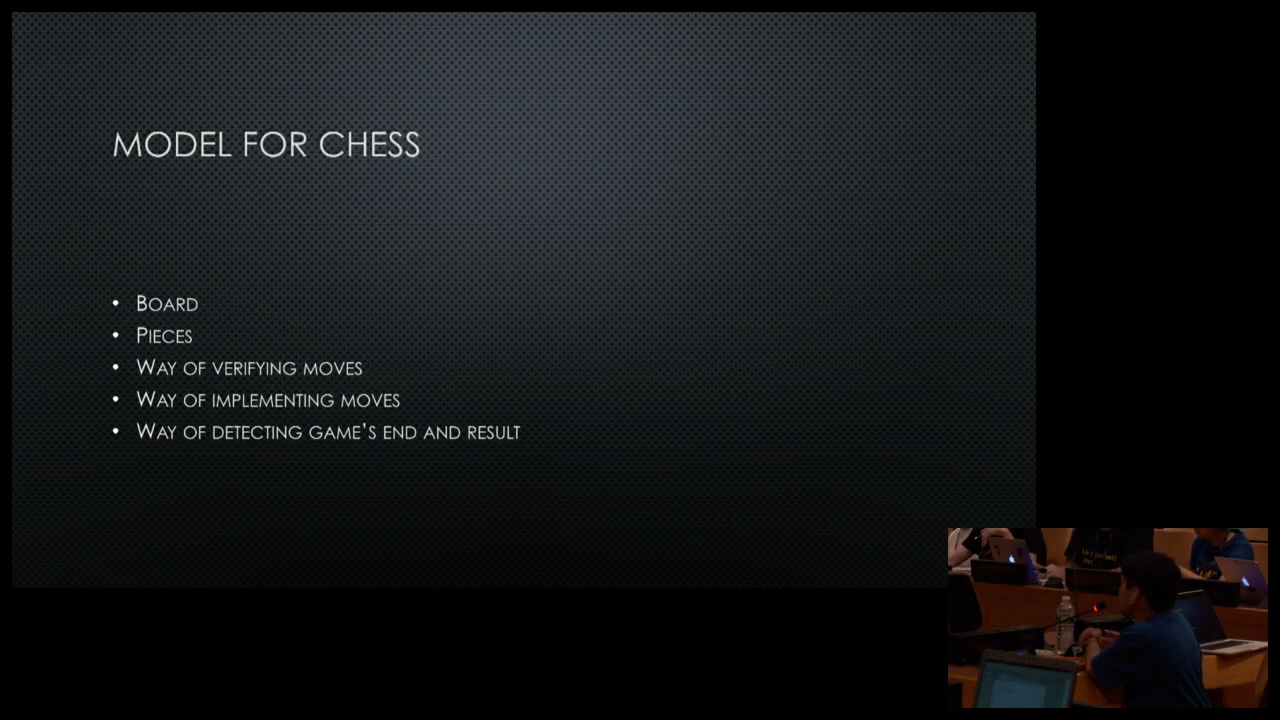 MODEL FOR CHESS
• BOARD
• PIECES
• WAY OF VERIFYING MOVES
• WAY OF IMPLEMENTING MOVES
• WAY OF DETECTING GAME'S END AND RESULT